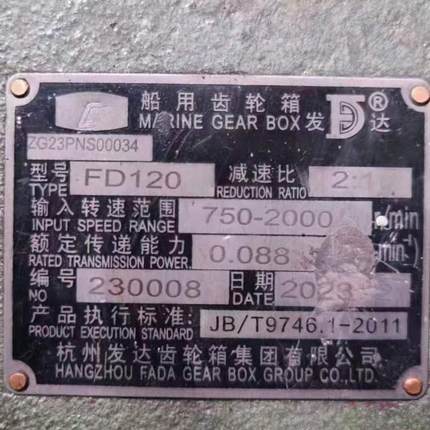 船用齿轮箱
MARINE GEAR BOX 发 达 ®
ZG23PNS00034
型号 TYPE FD120 减速比 REDUCTION RATIO 2:1
输入转速范围 INPUT SPEED RANGE 750-2000 r/min
额定传递能力 RATED TRANSMISSION POWER. 0.088
编号 NO 230008 日期 DATE
产品执行标准: PRODUCT EXECUTION STANDARD JB/T9746.1-2011
杭州发达齿轮箱集团有限公司
HANGZHOU FADA GEAR BOX GROUP CO.,LTD.